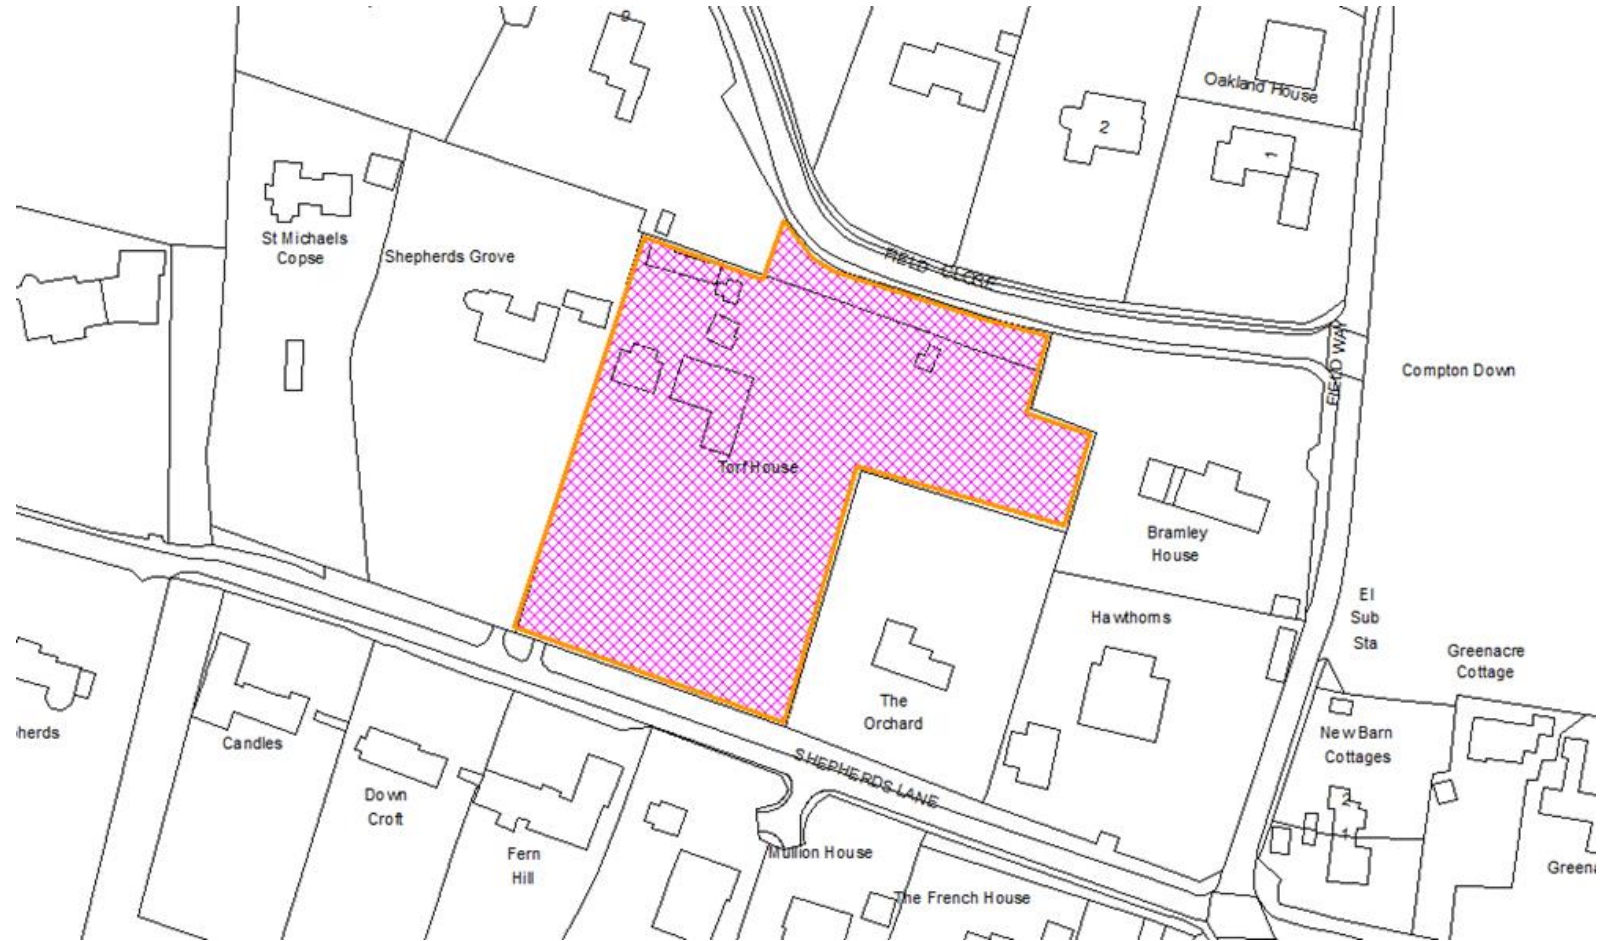 9
Oakland House
2
1
St Michaels
Copse
Shepherds Grove
FIELD CLOSE
FIELD WAY
Compton Down
Torf House
Bramley
House
El
Sub
Sta
Hawthorns
Greenacre
Cottage
The
Orchard
herds
Candles
New Barn
Cottages
SHEPHERDS LANE
Down
Croft
2
1
Fern
Hill
Mullion House
Greena
The French House